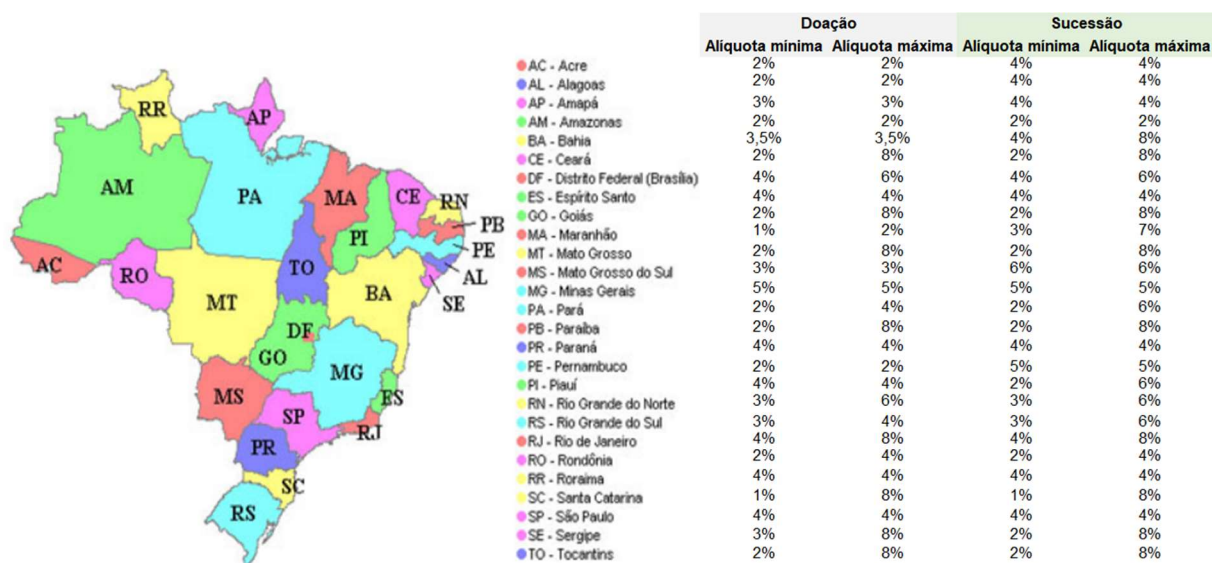 Doação Sucessão
Alíquota mínima Alíquota máxima Alíquota mínima Alíquota máxima
AC - Acre 2% 2% 4% 4%
AL - Alagoas 2% 2% 4% 4%
AP - Amapá 3% 3% 4% 4%
AM - Amazonas 2% 2% 2% 2%
BA - Bahia 3,5% 3,5% 4% 8%
CE - Ceará 2% 8% 2% 8%
DF - Distrito Federal (Brasília) 4% 6% 4% 6%
ES - Espírito Santo 4% 4% 4% 4%
GO - Goiás 2% 8% 2% 8%
MA - Maranhão 1% 2% 3% 7%
MT - Mato Grosso 2% 8% 2% 8%
MS - Mato Grosso do Sul 3% 3% 6% 6%
MG - Minas Gerais 5% 5% 5% 5%
PA - Pará 2% 4% 2% 6%
PB - Paraíba 2% 8% 2% 8%
PR - Paraná 4% 4% 4% 4%
PE - Pernambuco 2% 2% 5% 5%
PI - Piauí 4% 4% 2% 6%
RN - Rio Grande do Norte 3% 6% 3% 6%
RS - Rio Grande do Sul 3% 4% 3% 6%
RJ - Rio de Janeiro 4% 8% 4% 8%
RO - Rondônia 2% 4% 2% 4%
RR - Roraima 4% 4% 4% 4%
SC - Santa Catarina 1% 8% 1% 8%
SP - São Paulo 4% 4% 4% 4%
SE - Sergipe 3% 8% 2% 8%
TO - Tocantins 2% 8% 2% 8%
RR
AP
AM
PA
MA
CE
RN
PB
PI
PE
AC
RO
TO
AL
SE
MT
BA
DF
GO
MG
MS
ES
SP
RJ
PR
SC
RS